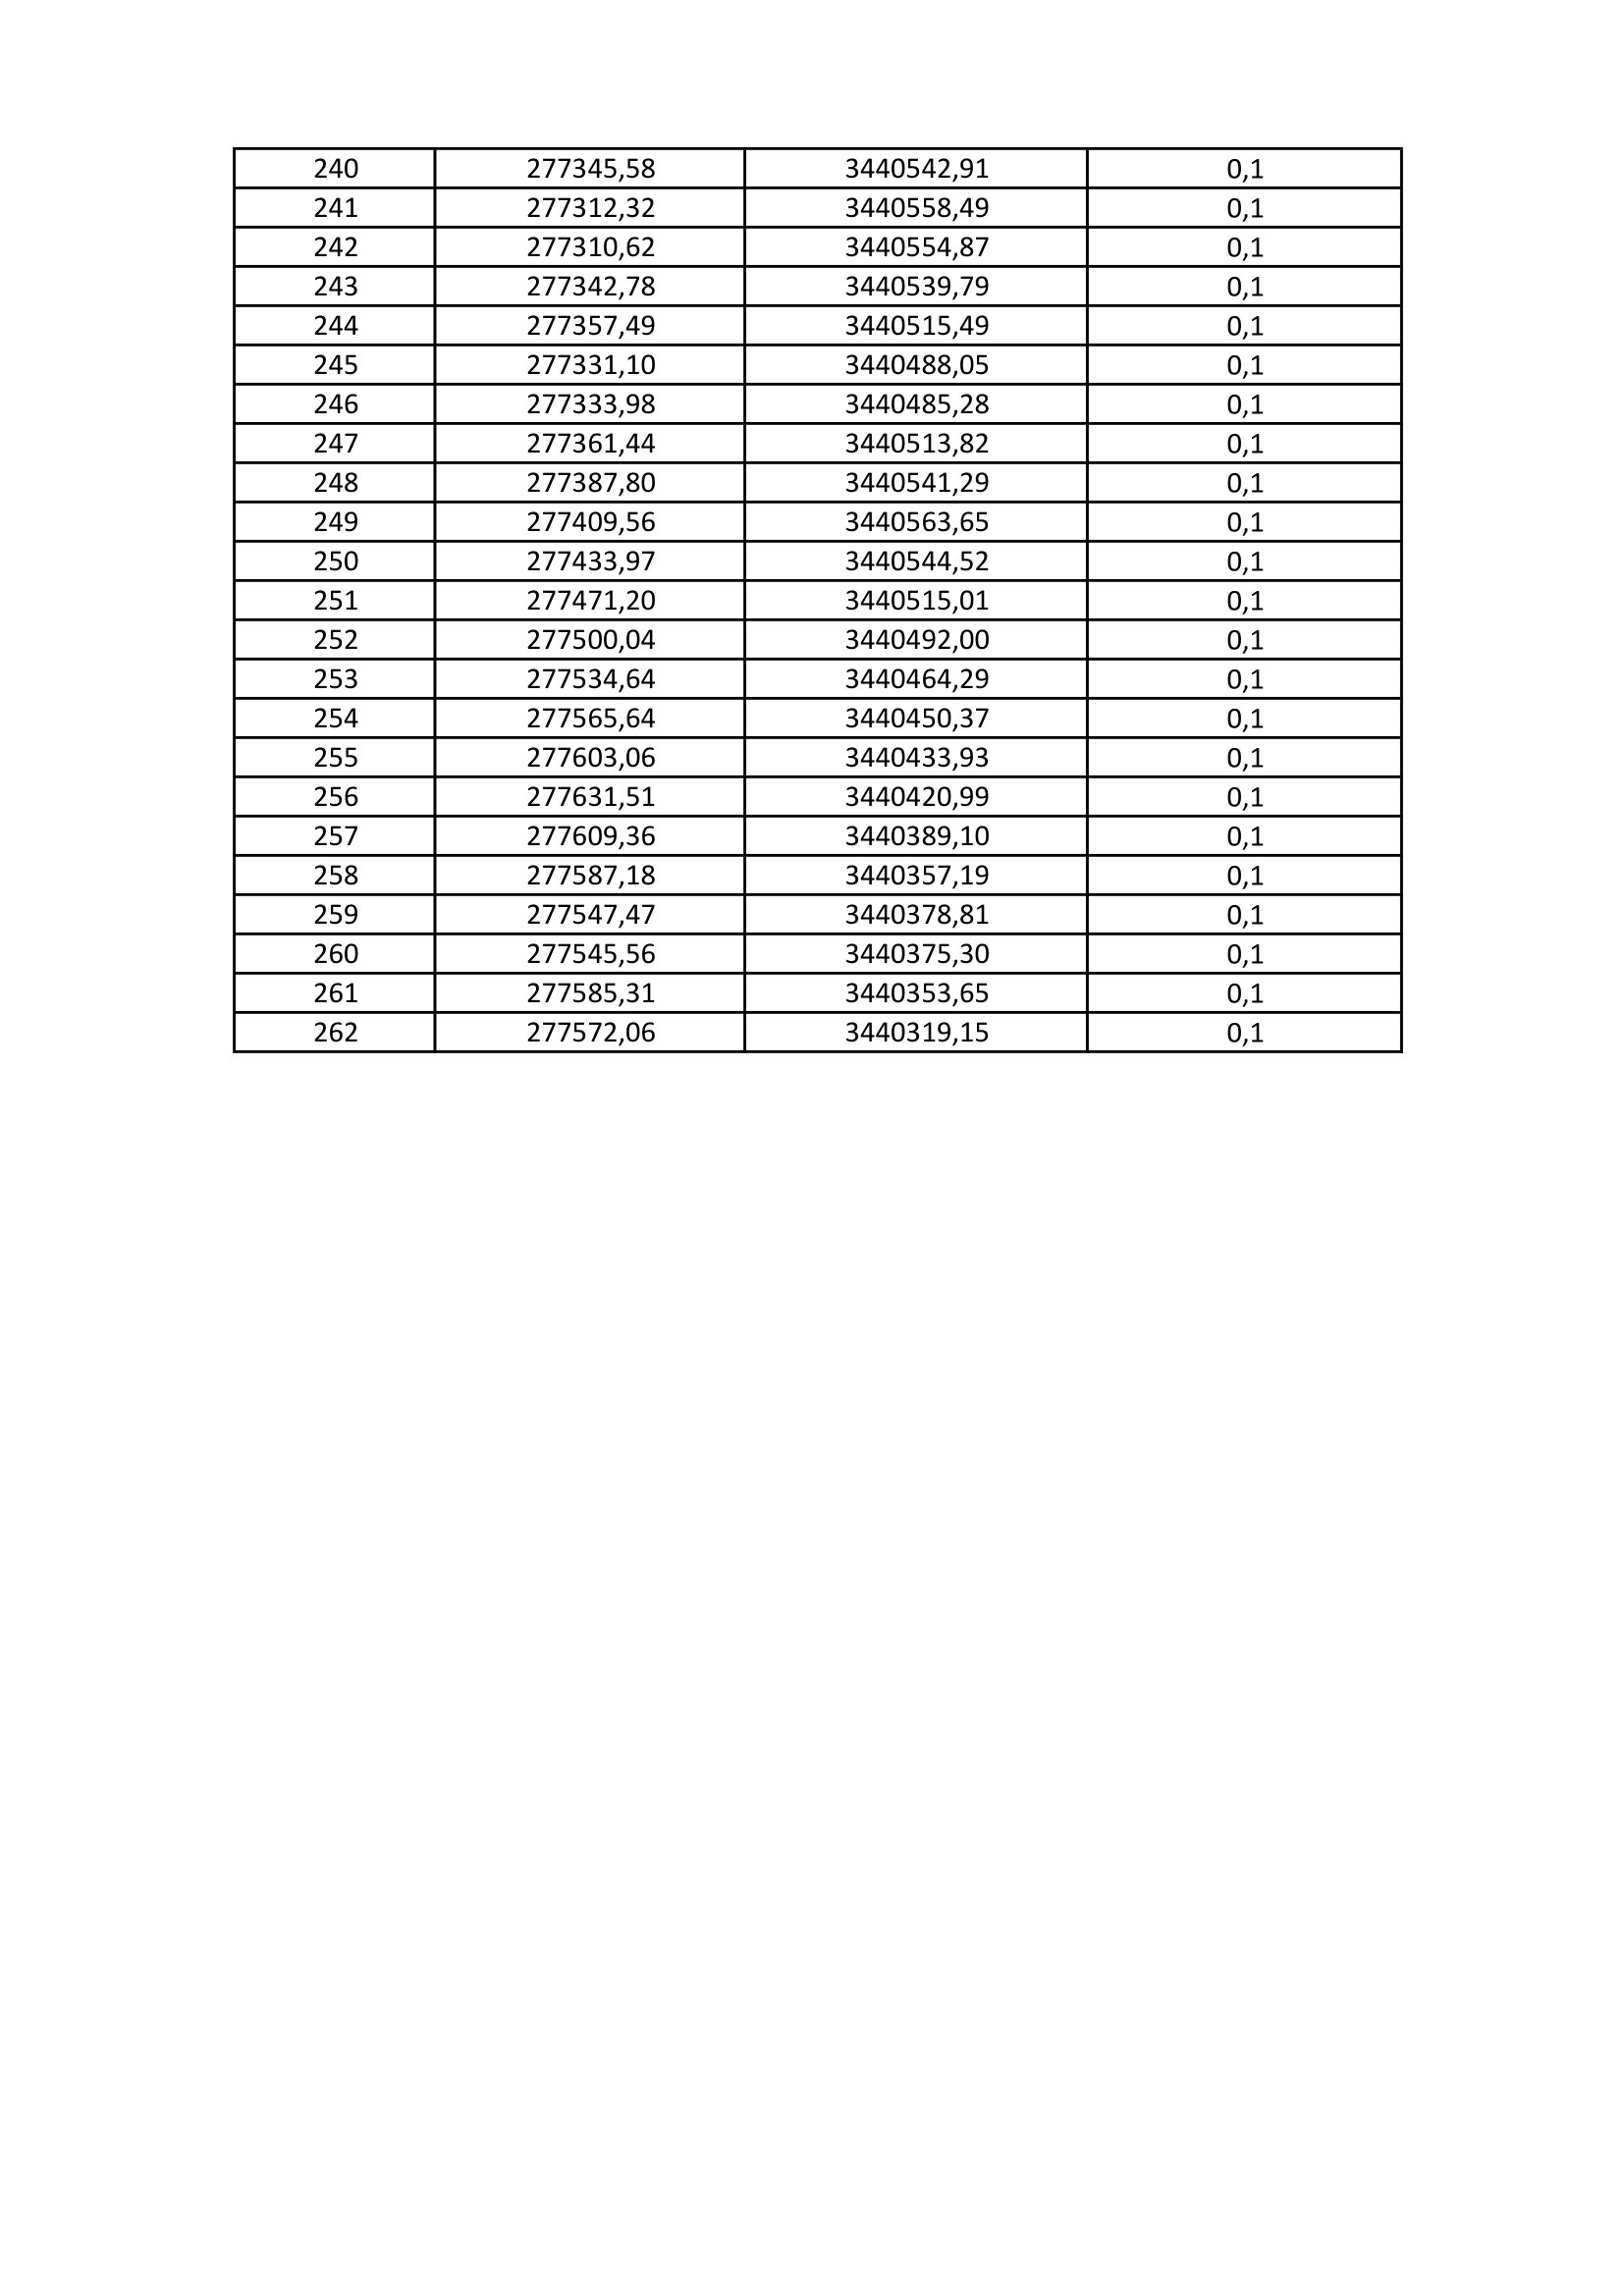 240 277345,58 3440542,91 0,1
241 277312,32 3440558,49 0,1
242 277310,62 3440554,87 0,1
243 277342,78 3440539,79 0,1
244 277357,49 3440515,49 0,1
245 277331,10 3440488,05 0,1
246 277333,98 3440485,28 0,1
247 277361,44 3440513,82 0,1
248 277387,80 3440541,29 0,1
249 277409,56 3440563,65 0,1
250 277433,97 3440544,52 0,1
251 277471,20 3440515,01 0,1
252 277500,04 3440492,00 0,1
253 277534,64 3440464,29 0,1
254 277565,64 3440450,37 0,1
255 277603,06 3440433,93 0,1
256 277631,51 3440420,99 0,1
257 277609,36 3440389,10 0,1
258 277587,18 3440357,19 0,1
259 277547,47 3440378,81 0,1
260 277545,56 3440375,30 0,1
261 277585,31 3440353,65 0,1
262 277572,06 3440319,15 0,1